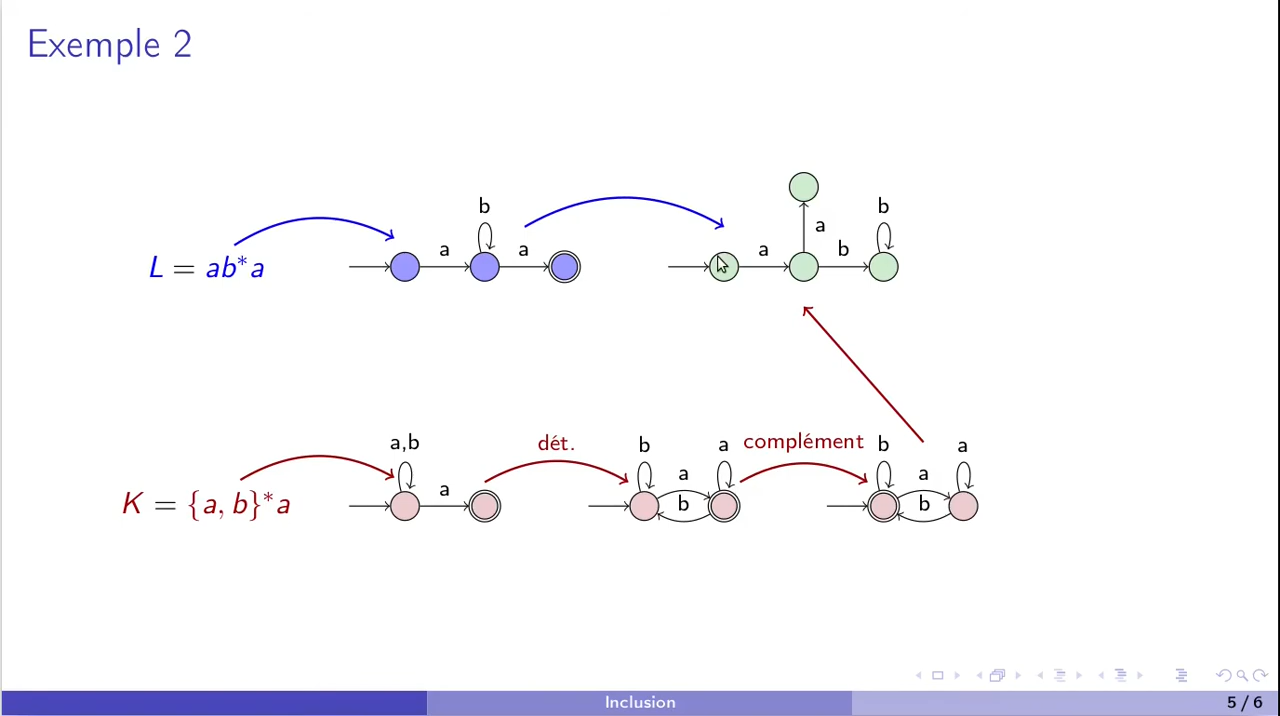 Exemple 2
b
b
a
a
a
a
b
L = ab*a
a,b
dét.
b
a
complément
b
a
a
a
a
K = {a, b}*a
b
b
Inclusion
5 / 6